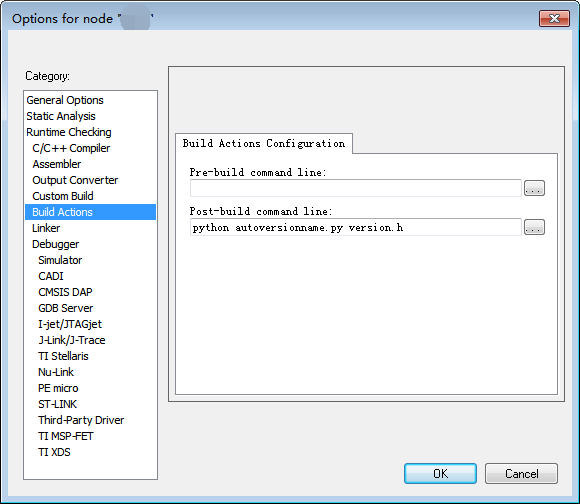 Options for node "
Category:
General Options
Static Analysis
Runtime Checking
C/C++ Compiler
Assembler
Output Converter
Custom Build
Build Actions
Linker
Debugger
Simulator
CADI
CMSIS DAP
GDB Server
I-jet/JTAGjet
J-Link/J-Trace
TI Stellaris
Nu-Link
PE micro
ST-LINK
Third-Party Driver
TI MSP-FET
TI XDS
Build Actions Configuration
Pre-build command line:
...
Post-build command line:
python autoversionname.py version.h
...
OK
Cancel